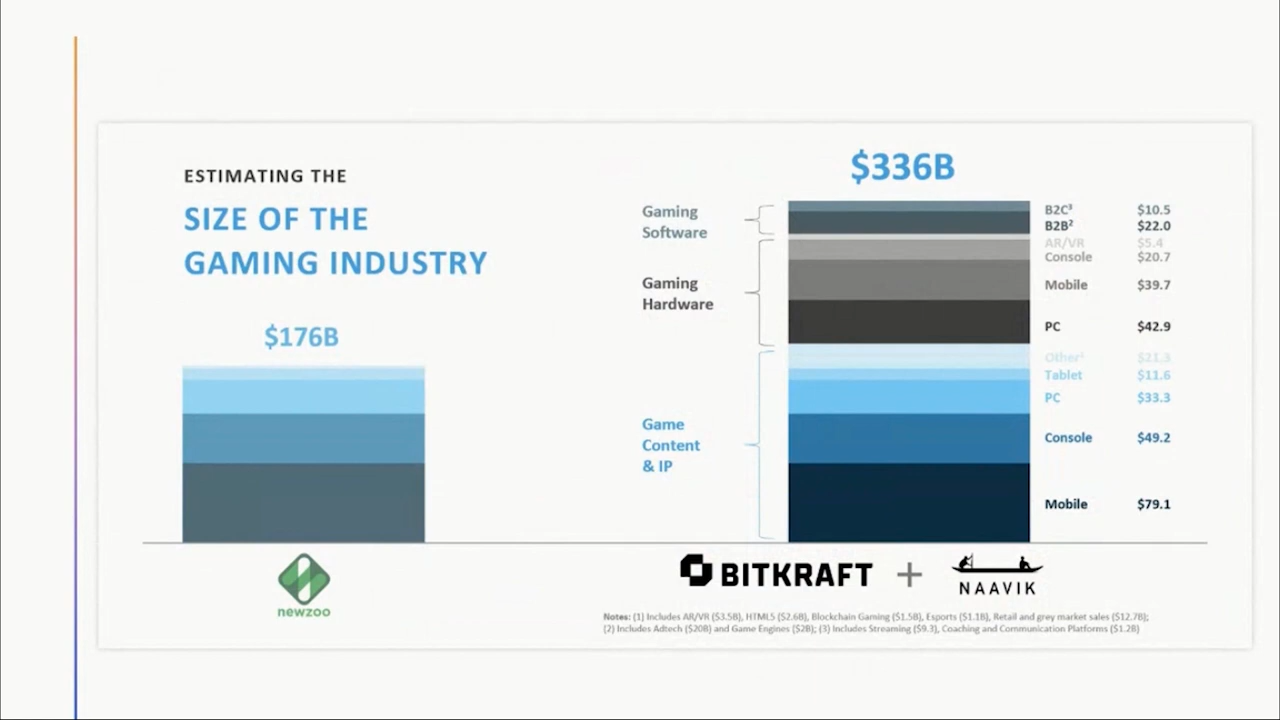 ESTIMATING THE
SIZE OF THE
GAMING INDUSTRY
$176B
newzoo
$336B
Gaming
Software
Gaming
Hardware
Game
Content
& IP
B2C³ $10.5
B2B² $22.0
AR/VR $5.4
Console $20.7
Mobile $39.7
PC $42.9
Other¹ $21.3
Tablet $11.6
PC $33.3
Console $49.2
Mobile $79.1
BITKRAFT + NAAVIK
Notes: (1) Includes AR/VR ($3.5B), HTML5 ($2.6B), Blockchain Gaming ($1.5B), Esports ($1.1B), Retail and grey market sales ($12.7B);
(2) Includes Adtech ($20B) and Game Engines ($2B); (3) Includes Streaming ($9.3), Coaching and Communication Platforms ($1.2B)